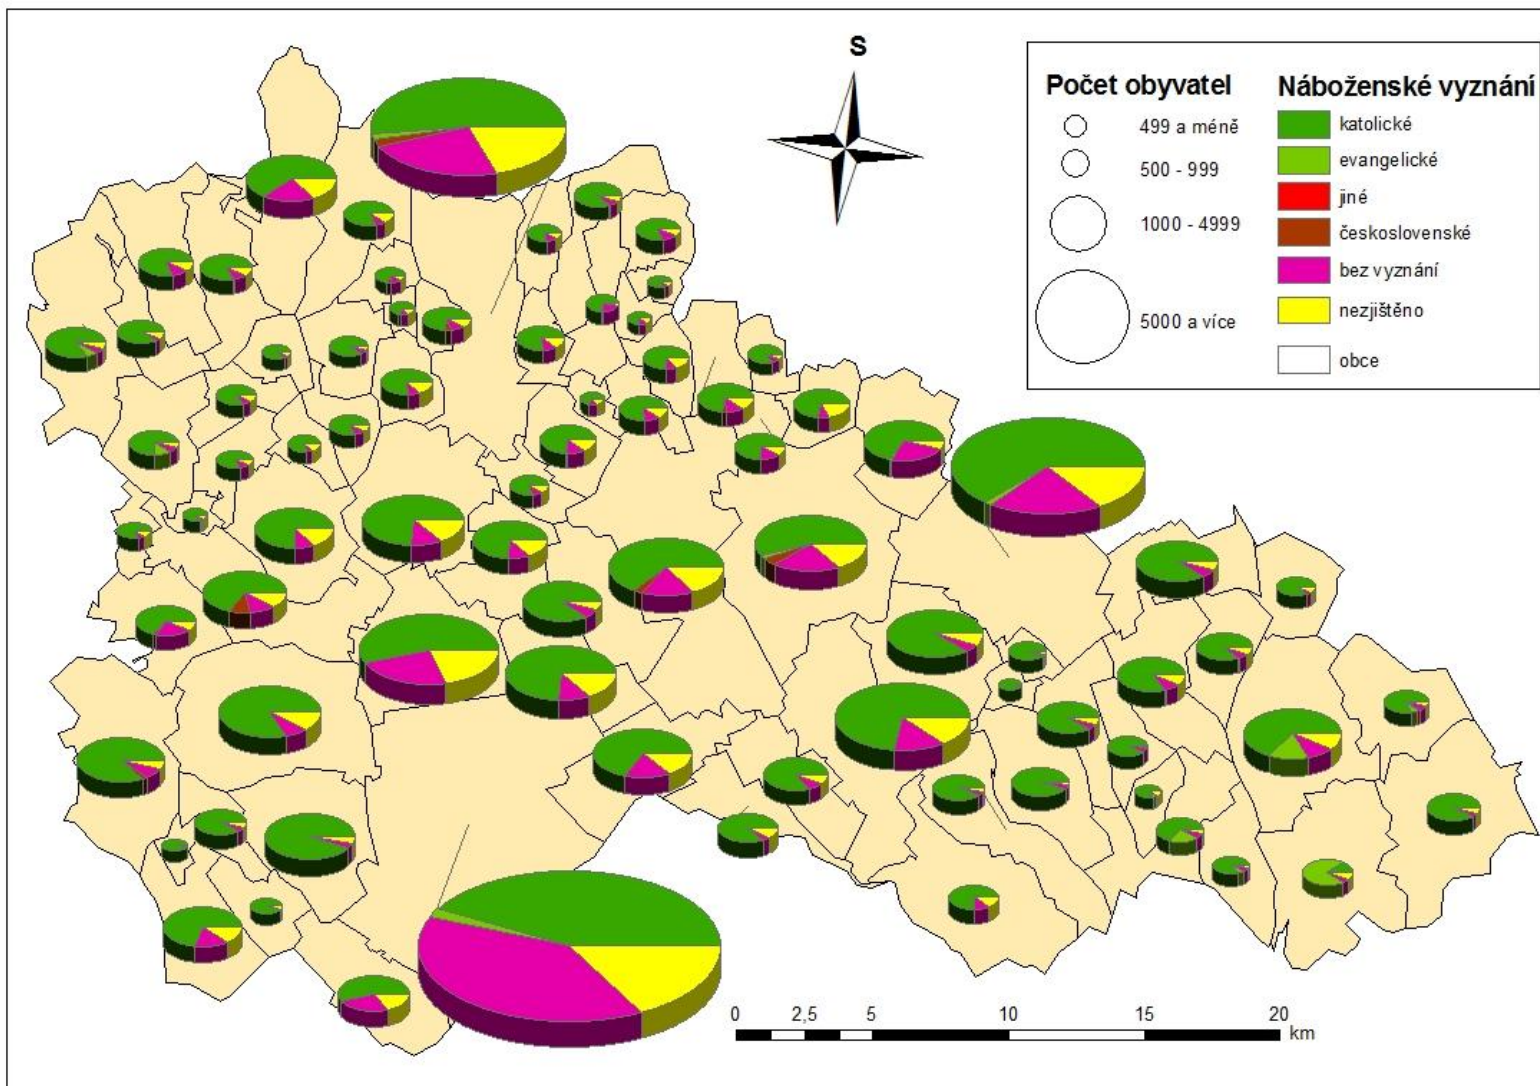 S
Počet obyvatel
499 a méně
500 - 999
1000 - 4999
5000 a více
Náboženské vyznání
katolické
evangelické
jiné
československé
bez vyznání
nezjištěno
obce
0 2,5 5 10 15 20
km